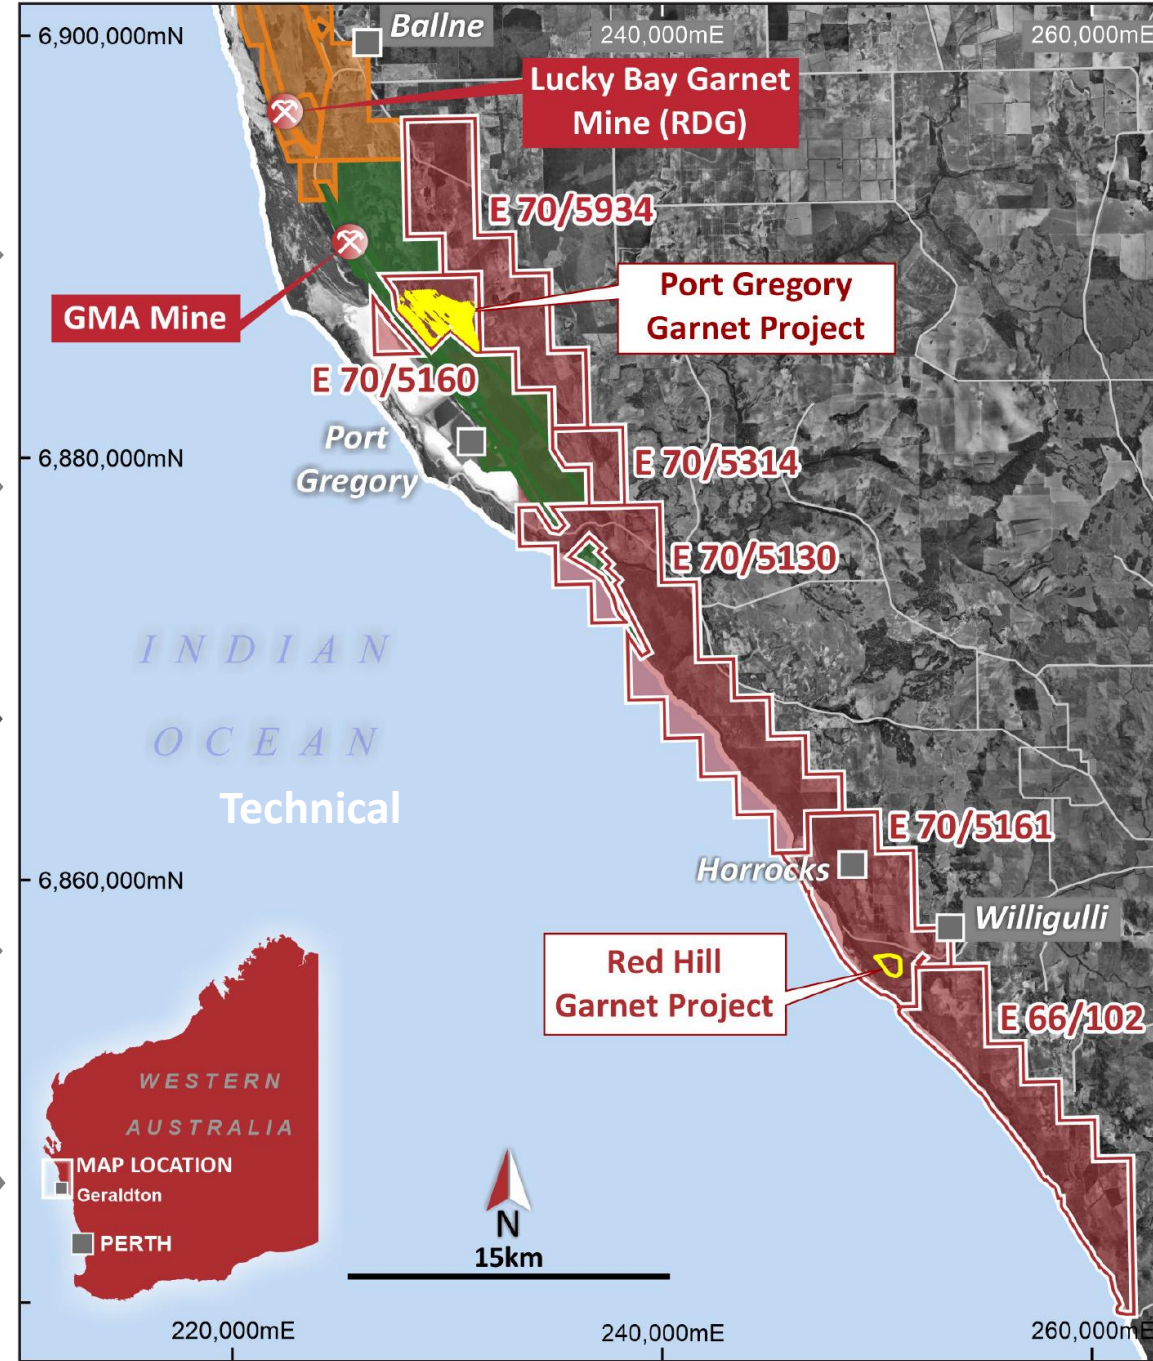 6,900,000mN
Ballne
240,000mE
260,000mE
Lucky Bay Garnet
Mine (RDG)
E 70/5934
Port Gregory
Garnet Project
GMA Mine
E 70/5160
Port
Gregory
6,880,000mN
E 70/5314
E 70/5130
INDIAN
OCEAN
Technical
E 70/5161
Horrocks
6,860,000mN
Willigulli
Red Hill
Garnet Project
E 66/102
WESTERN
AUSTRALIA
MAP LOCATION
Geraldton
PERTH
N
15km
220,000mE
240,000mE
260,000mE